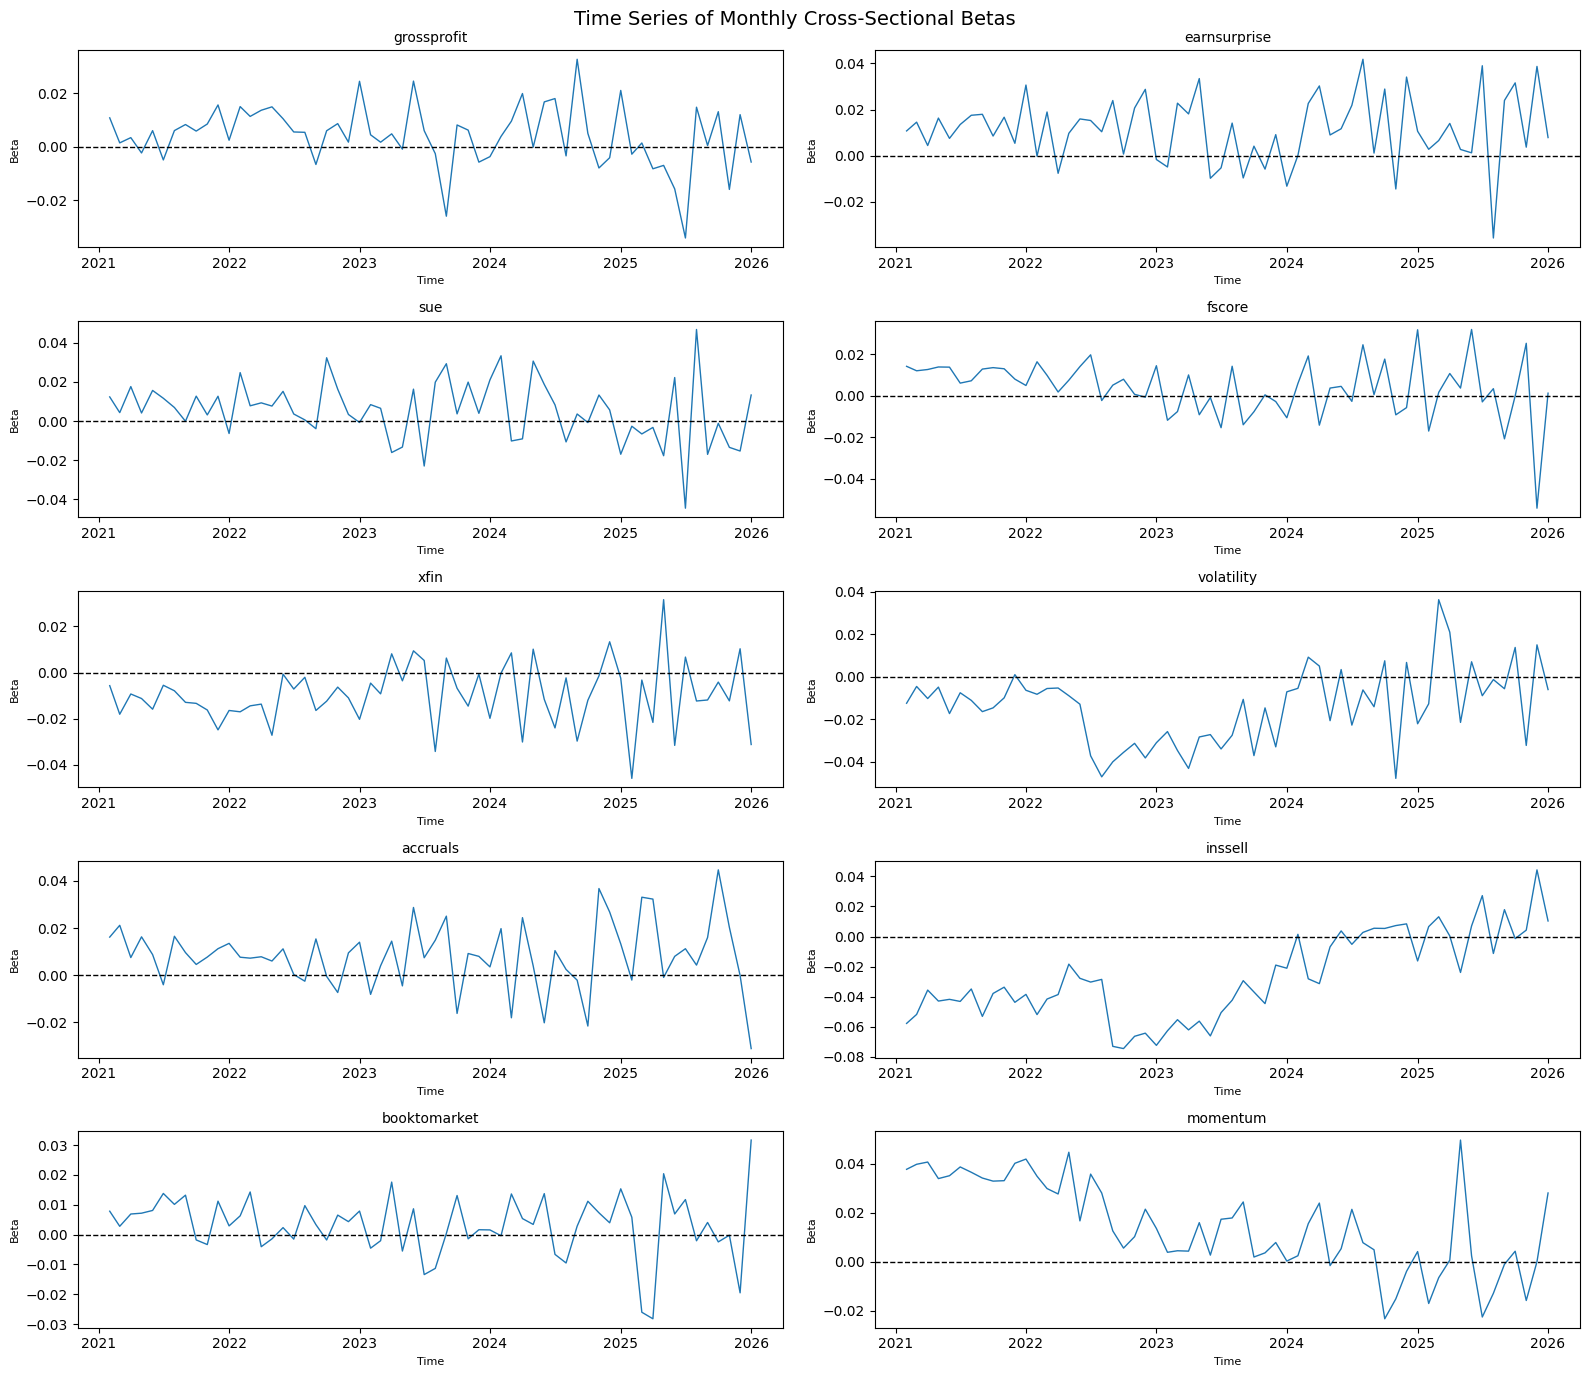 Time Series of Monthly Cross-Sectional Betas
grossprofit
0.02
0.00
−0.02
Beta
2021 2022 2023 2024 2025 2026
Time
earnsurprise
0.04
0.02
0.00
−0.02
Beta
2021 2022 2023 2024 2025 2026
Time
sue
0.04
0.02
0.00
−0.02
−0.04
Beta
2021 2022 2023 2024 2025 2026
Time
fscore
0.02
0.00
−0.02
−0.04
Beta
2021 2022 2023 2024 2025 2026
Time
xfin
0.02
0.00
−0.02
−0.04
Beta
2021 2022 2023 2024 2025 2026
Time
volatility
0.04
0.02
0.00
−0.02
−0.04
Beta
2021 2022 2023 2024 2025 2026
Time
accruals
0.04
0.02
0.00
−0.02
Beta
2021 2022 2023 2024 2025 2026
Time
inssell
0.04
0.02
0.00
−0.02
−0.04
−0.06
−0.08
Beta
2021 2022 2023 2024 2025 2026
Time
booktomarket
0.03
0.02
0.01
0.00
−0.01
−0.02
−0.03
Beta
2021 2022 2023 2024 2025 2026
Time
momentum
0.04
0.02
0.00
−0.02
Beta
2021 2022 2023 2024 2025 2026
Time